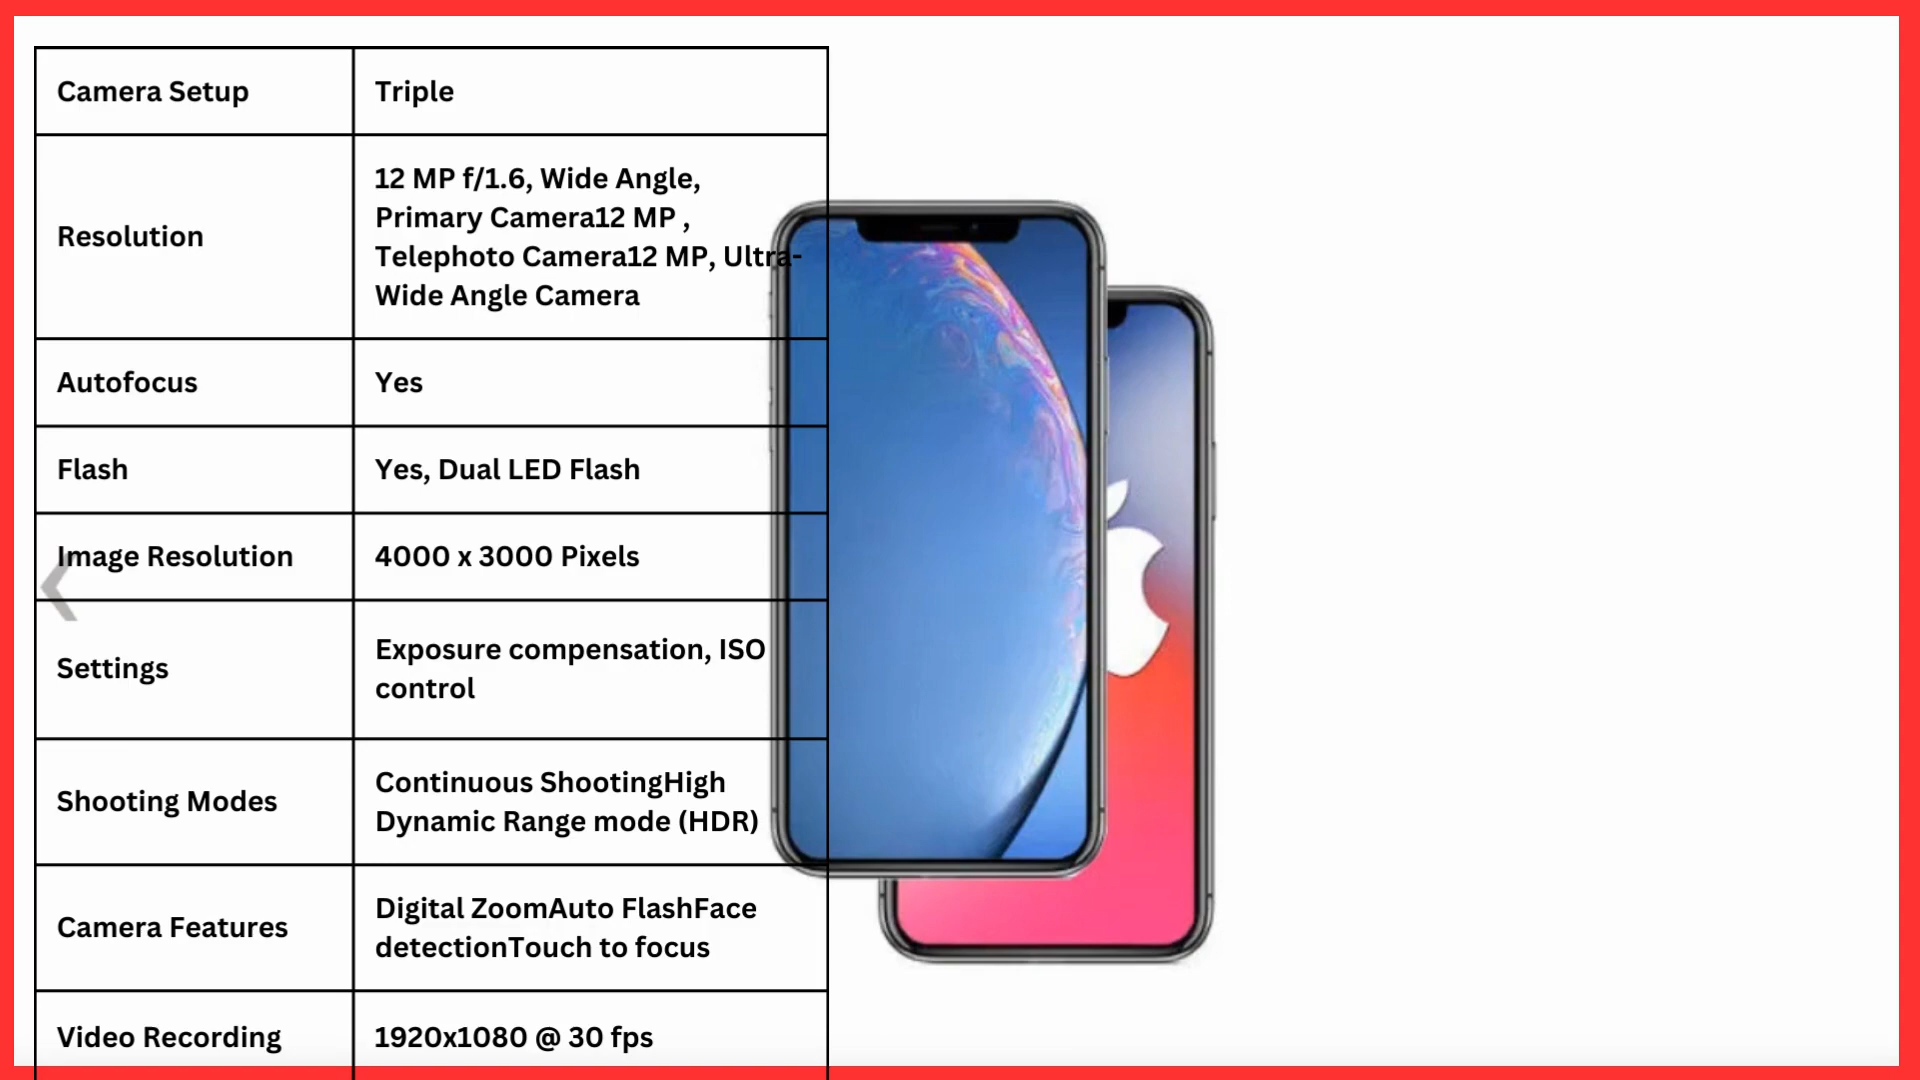 Camera Setup
Triple
Resolution
12 MP f/1.6, Wide Angle,
Primary Camera12 MP ,
Telephoto Camera12 MP, Ultra-
Wide Angle Camera
Autofocus
Yes
Flash
Yes, Dual LED Flash
Image Resolution
4000 x 3000 Pixels
Settings
Exposure compensation, ISO
control
Shooting Modes
Continuous ShootingHigh
Dynamic Range mode (HDR)
Camera Features
Digital ZoomAuto FlashFace
detectionTouch to focus
Video Recording
1920x1080 @ 30 fps